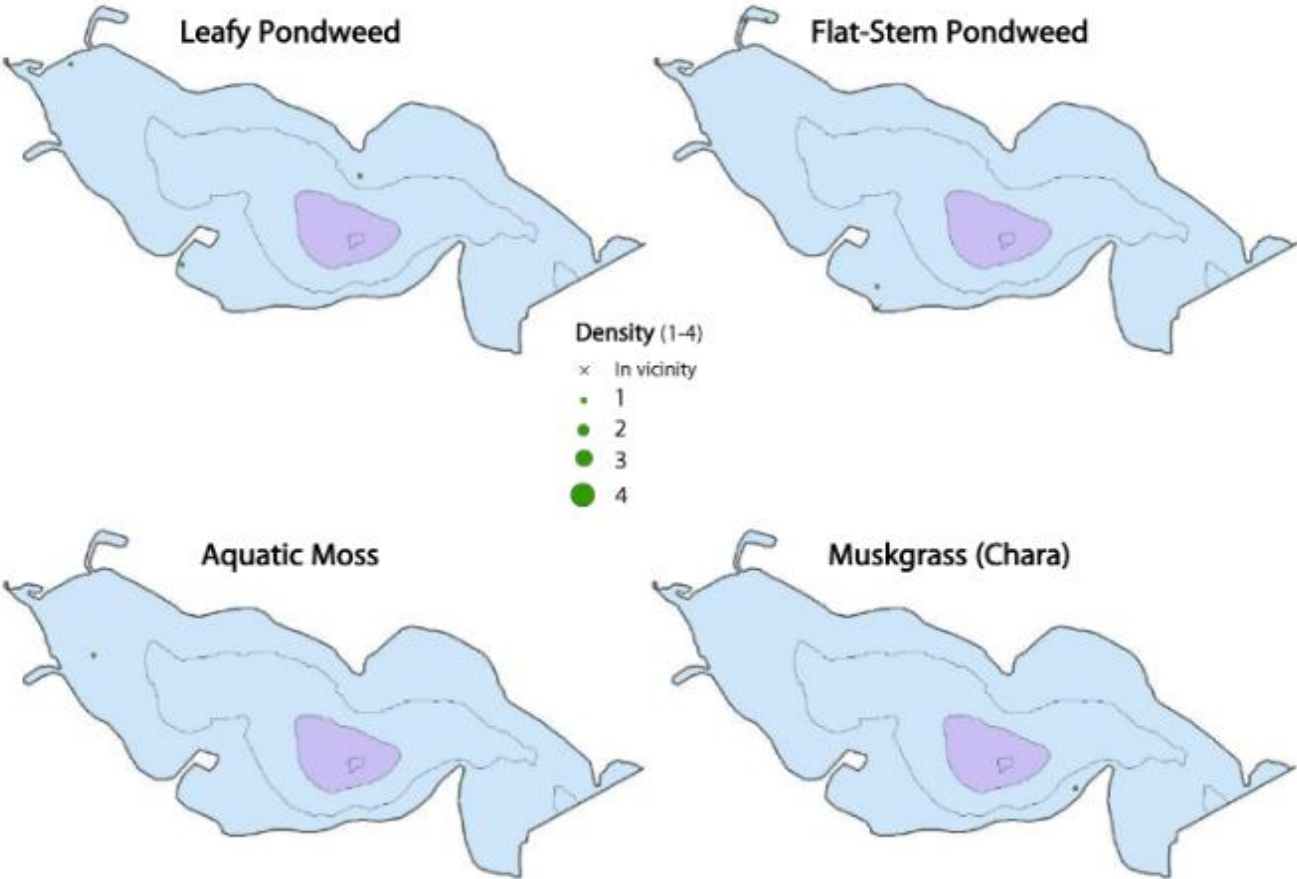 Leafy Pondweed
Flat-Stem Pondweed
Density (1-4)
× In vicinity
1
2
3
4
Aquatic Moss
Muskgrass (Chara)